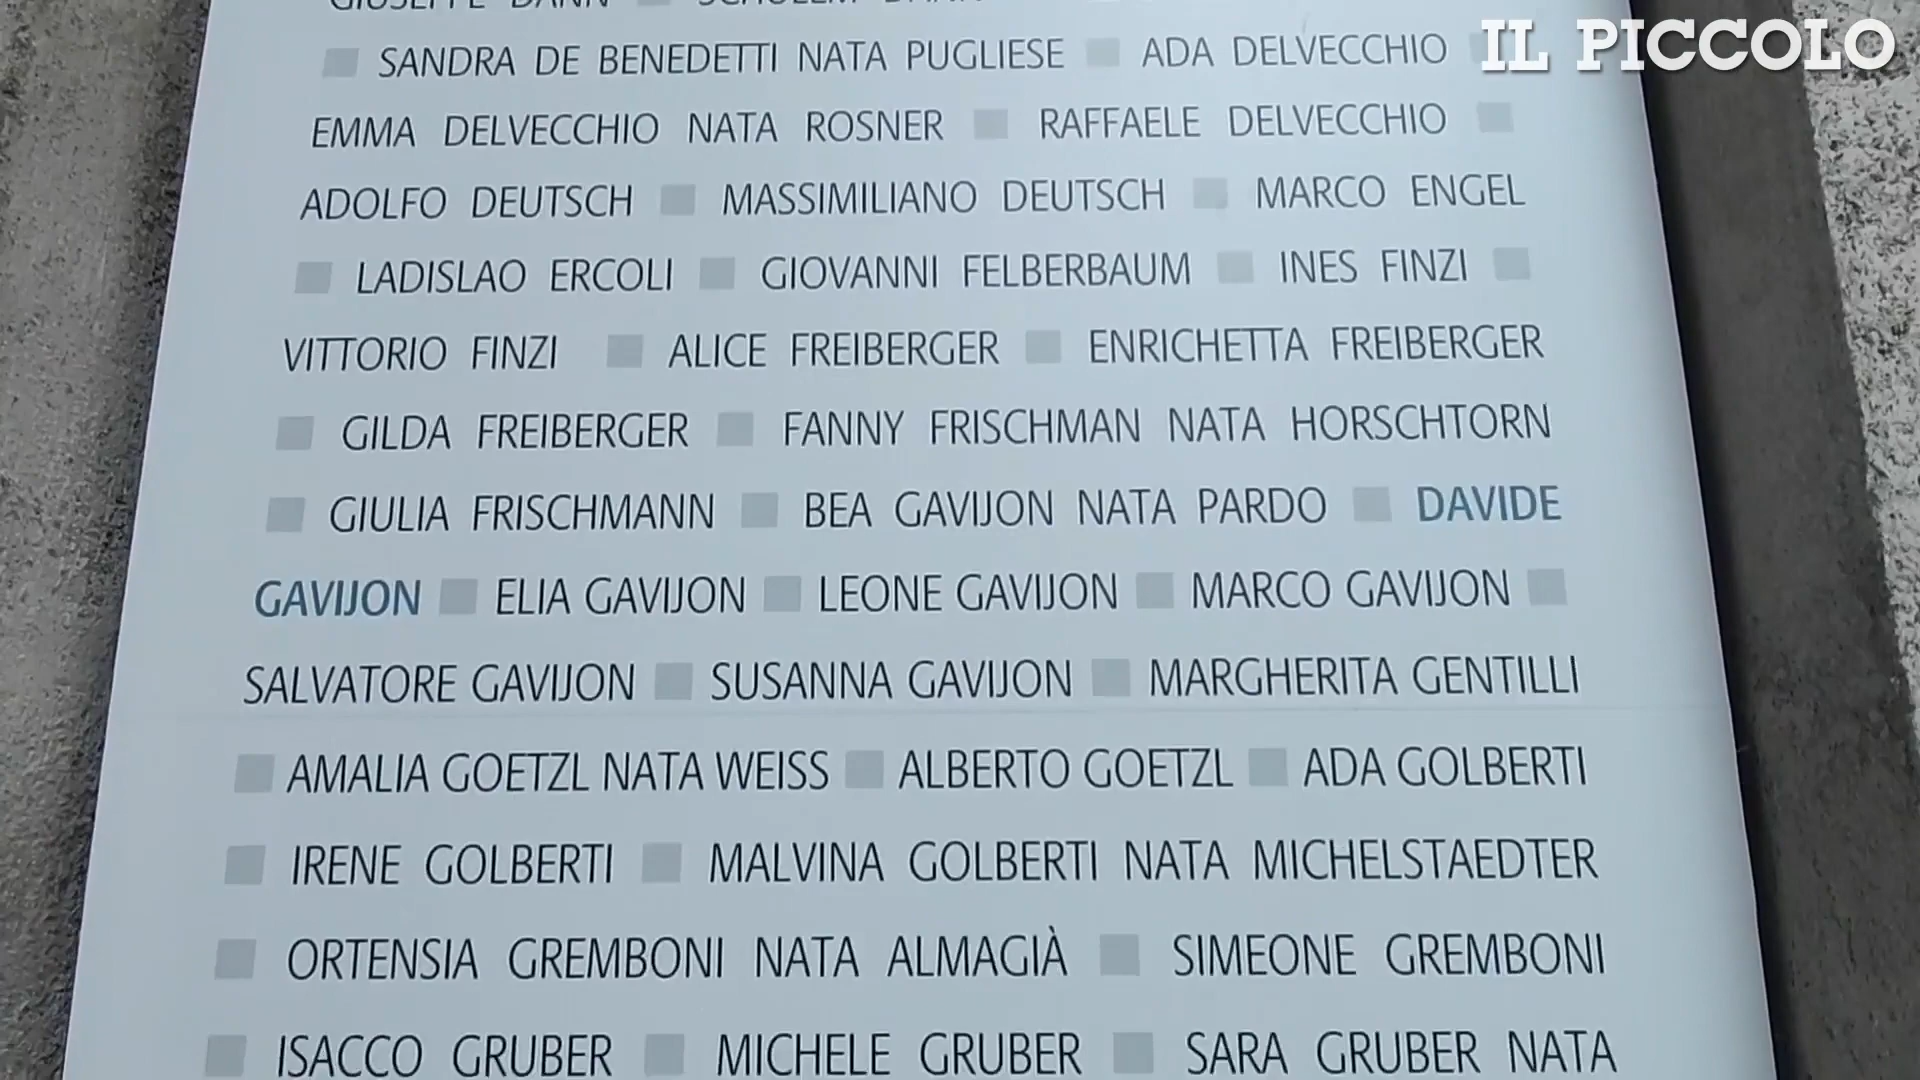 GIUSEPPE DANN
IL PICCOLO
SANDRA DE BENEDETTI NATA PUGLIESE ADA DELVECCHIO
EMMA DELVECCHIO NATA ROSNER RAFFAELE DELVECCHIO
ADOLFO DEUTSCH MASSIMILIANO DEUTSCH MARCO ENGEL
LADISLAO ERCOLI GIOVANNI FELBERBAUM INES FINZI
VITTORIO FINZI ALICE FREIBERGER ENRICHETTA FREIBERGER
GILDA FREIBERGER FANNY FRISCHMAN NATA HORSCHTORN
GIULIA FRISCHMANN BEA GAVIJON NATA PARDO DAVIDE
GAVIJON ELIA GAVIJON LEONE GAVIJON MARCO GAVIJON
SALVATORE GAVIJON SUSANNA GAVIJON MARGHERITA GENTILLI
AMALIA GOETZL NATA WEISS ALBERTO GOETZL ADA GOLBERTI
IRENE GOLBERTI MALVINA GOLBERTI NATA MICHELSTAEDTER
ORTENSIA GREMBONI NATA ALMAGIÀ SIMEONE GREMBONI
ISACCO GRUBER MICHELE GRUBER SARA GRUBER NATA